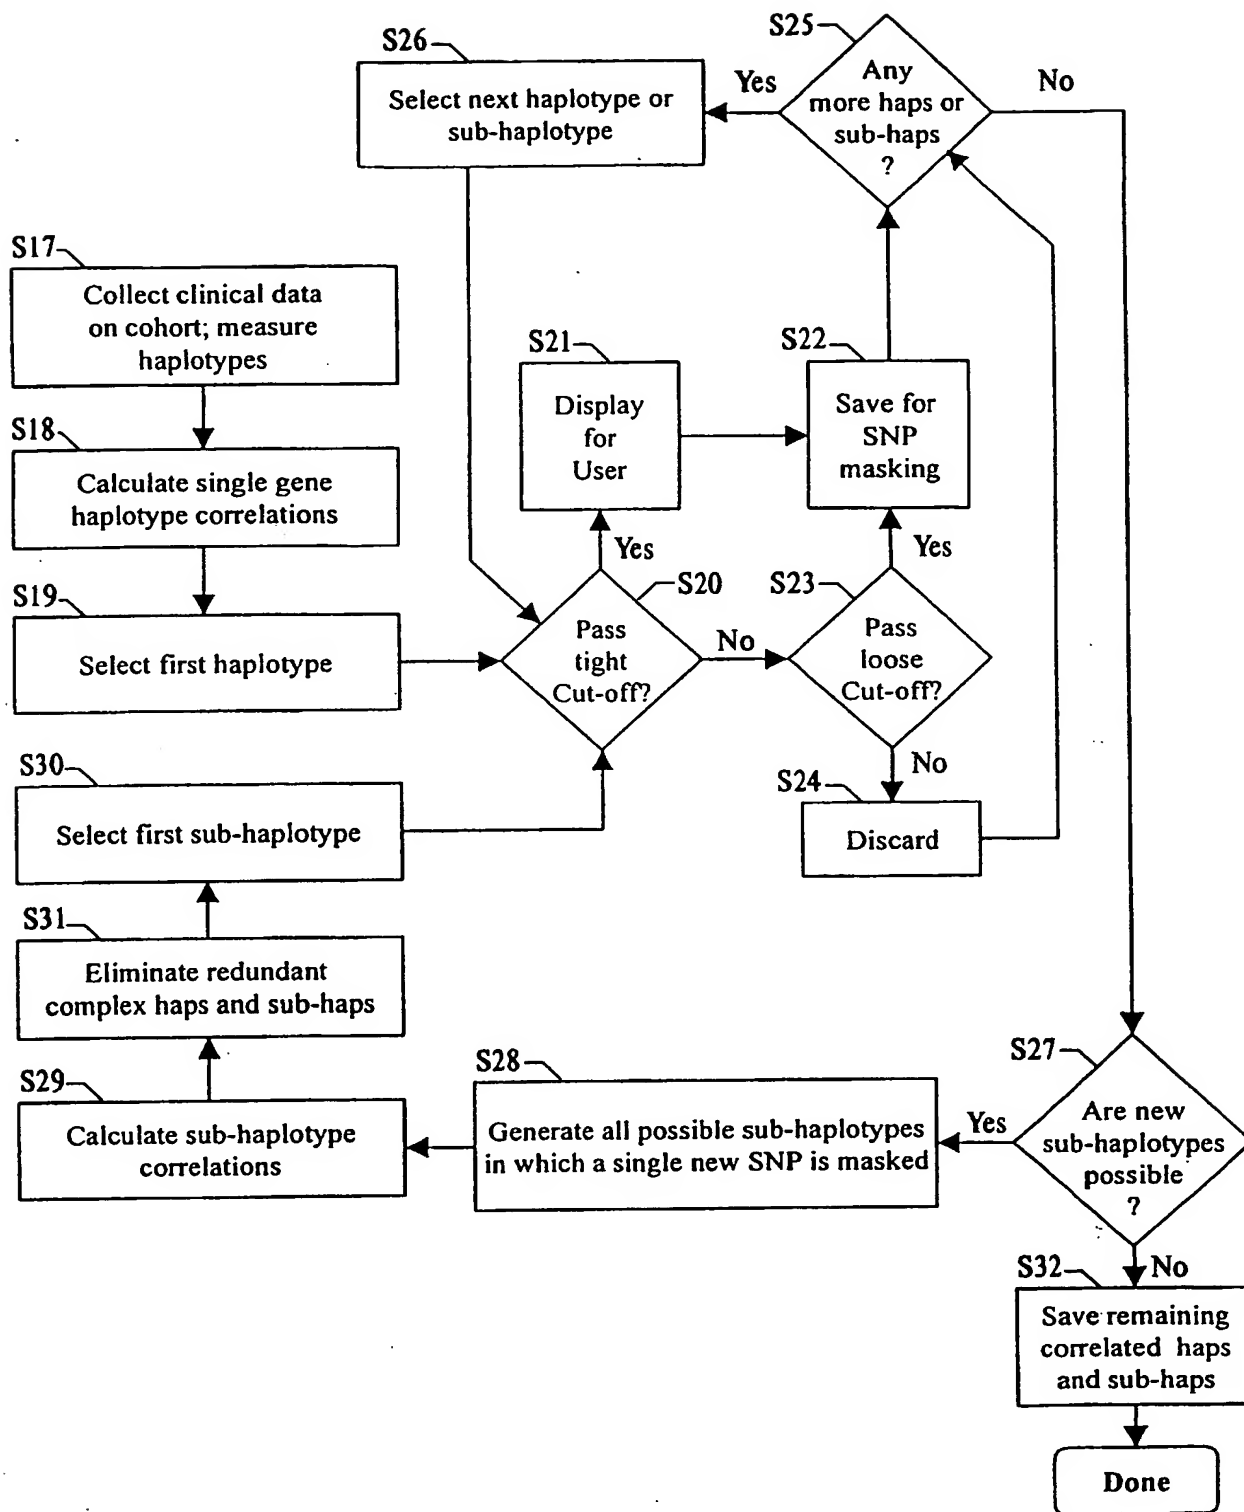 S26
Select next haplotype or
sub-haplotype
S25
Any
more haps or
sub-haps
?
Yes
No
S17
Collect clinical data
on cohort; measure
haplotypes
S18
Calculate single gene
haplotype correlations
S19
Select first haplotype
S21
Display
for
User
S22
Save for
SNP
masking
Yes
Yes
S20
Pass
tight
Cut-off?
No
S23
Pass
loose
Cut-off?
No
S24
Discard
S30
Select first sub-haplotype
S31
Eliminate redundant
complex haps and sub-haps
S29
Calculate sub-haplotype
correlations
S28
Generate all possible sub-haplotypes
in which a single new SNP is masked
Yes
S27
Are new
sub-haplotypes
possible
?
No
S32
Save remaining
correlated haps
and sub-haps
Done